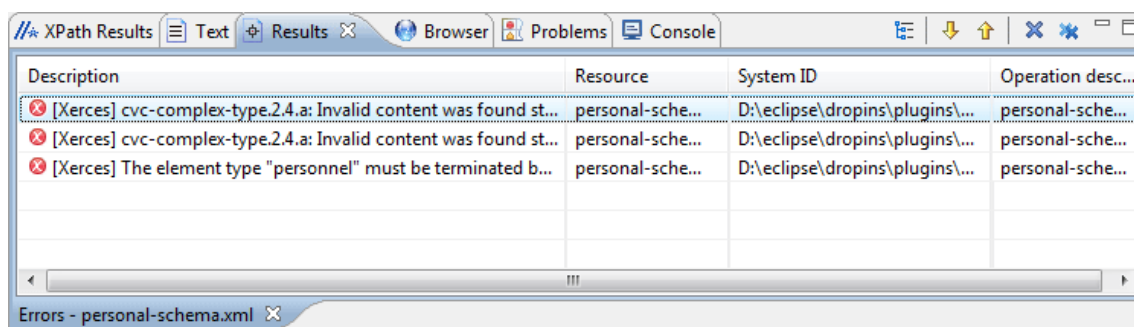 XPath Results Text Results Browser Problems Console
Description Resource System ID Operation desc...
[Xerces] cvc-complex-type.2.4.a: Invalid content was found st... personal-sche... D:\eclipse\dropins\plugins\... personal-sche...
[Xerces] cvc-complex-type.2.4.a: Invalid content was found st... personal-sche... D:\eclipse\dropins\plugins\... personal-sche...
[Xerces] The element type "personnel" must be terminated b... personal-sche... D:\eclipse\dropins\plugins\... personal-sche...
Errors - personal-schema.xml